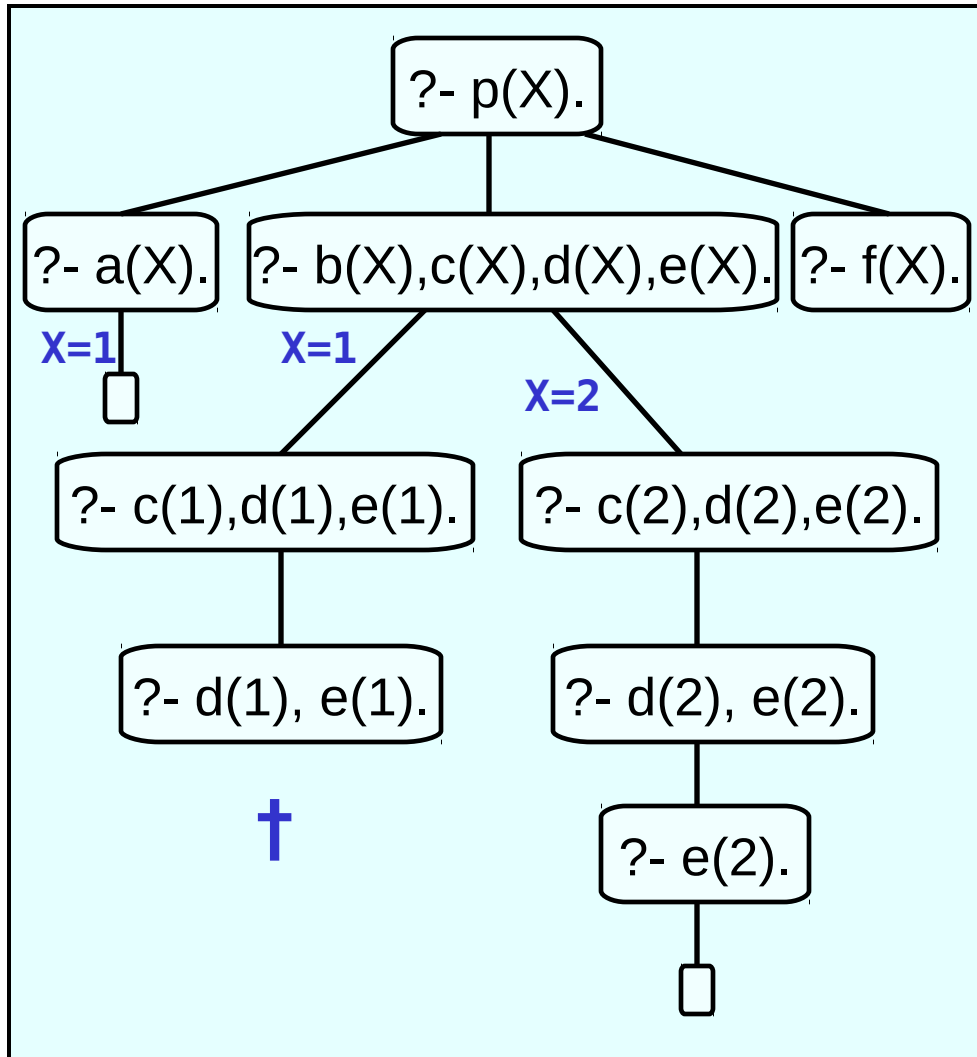 ?- p(X).
?- a(X).
?- b(X),c(X),d(X),e(X).
?- f(X).
X=1
X=1
X=2
?- c(1),d(1),e(1).
?- c(2),d(2),e(2).
?- d(1), e(1).
?- d(2), e(2).
†
?- e(2).